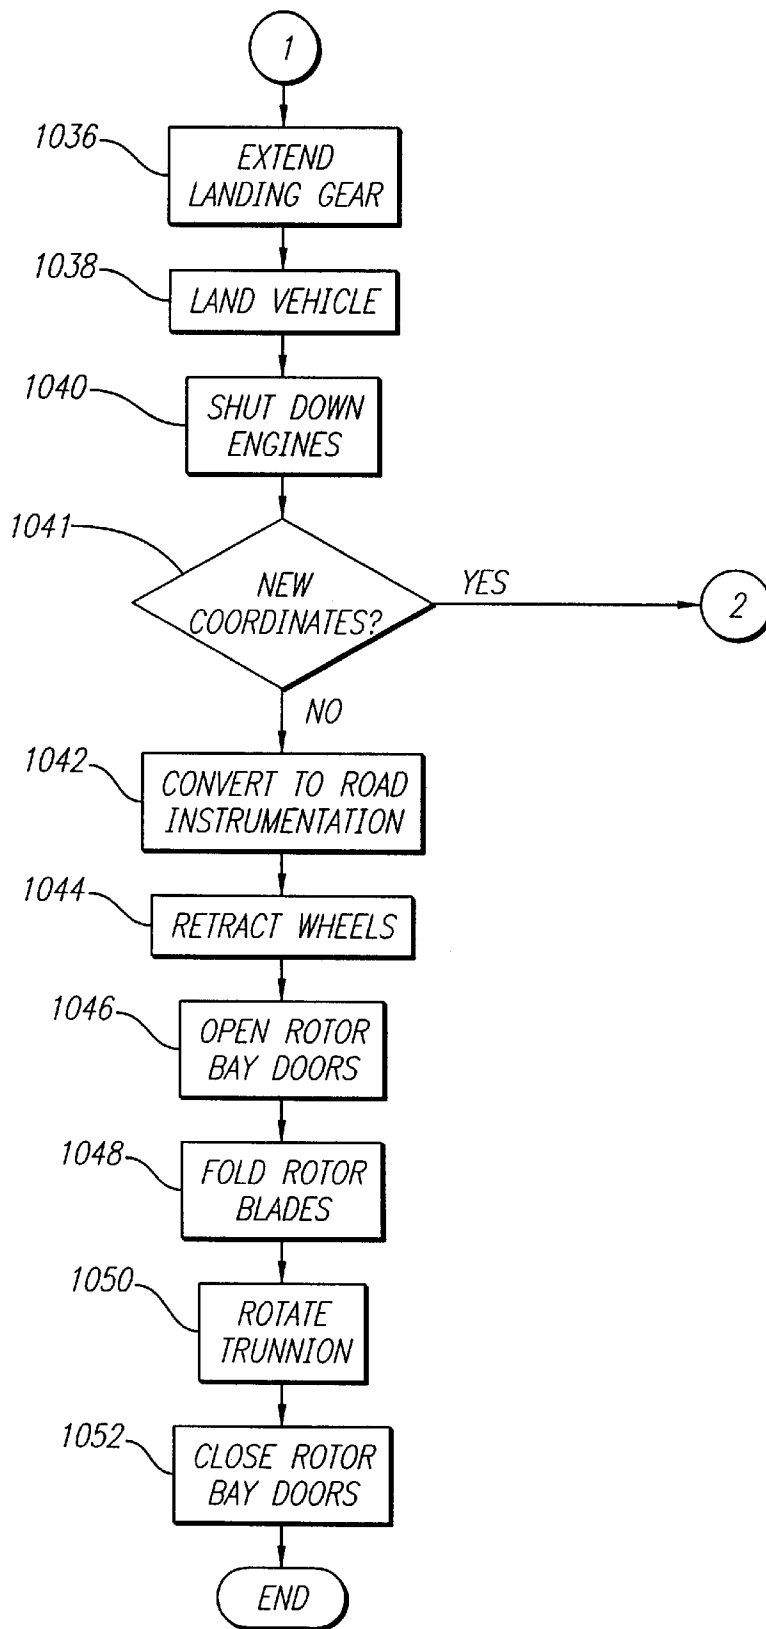 1
1036
EXTEND
LANDING GEAR
1038
LAND VEHICLE
1040
SHUT DOWN
ENGINES
1041
NEW
COORDINATES?
YES
2
NO
1042
CONVERT TO ROAD
INSTRUMENTATION
1044
RETRACT WHEELS
1046
OPEN ROTOR
BAY DOORS
1048
FOLD ROTOR
BLADES
1050
ROTATE
TRUNNION
1052
CLOSE ROTOR
BAY DOORS
END